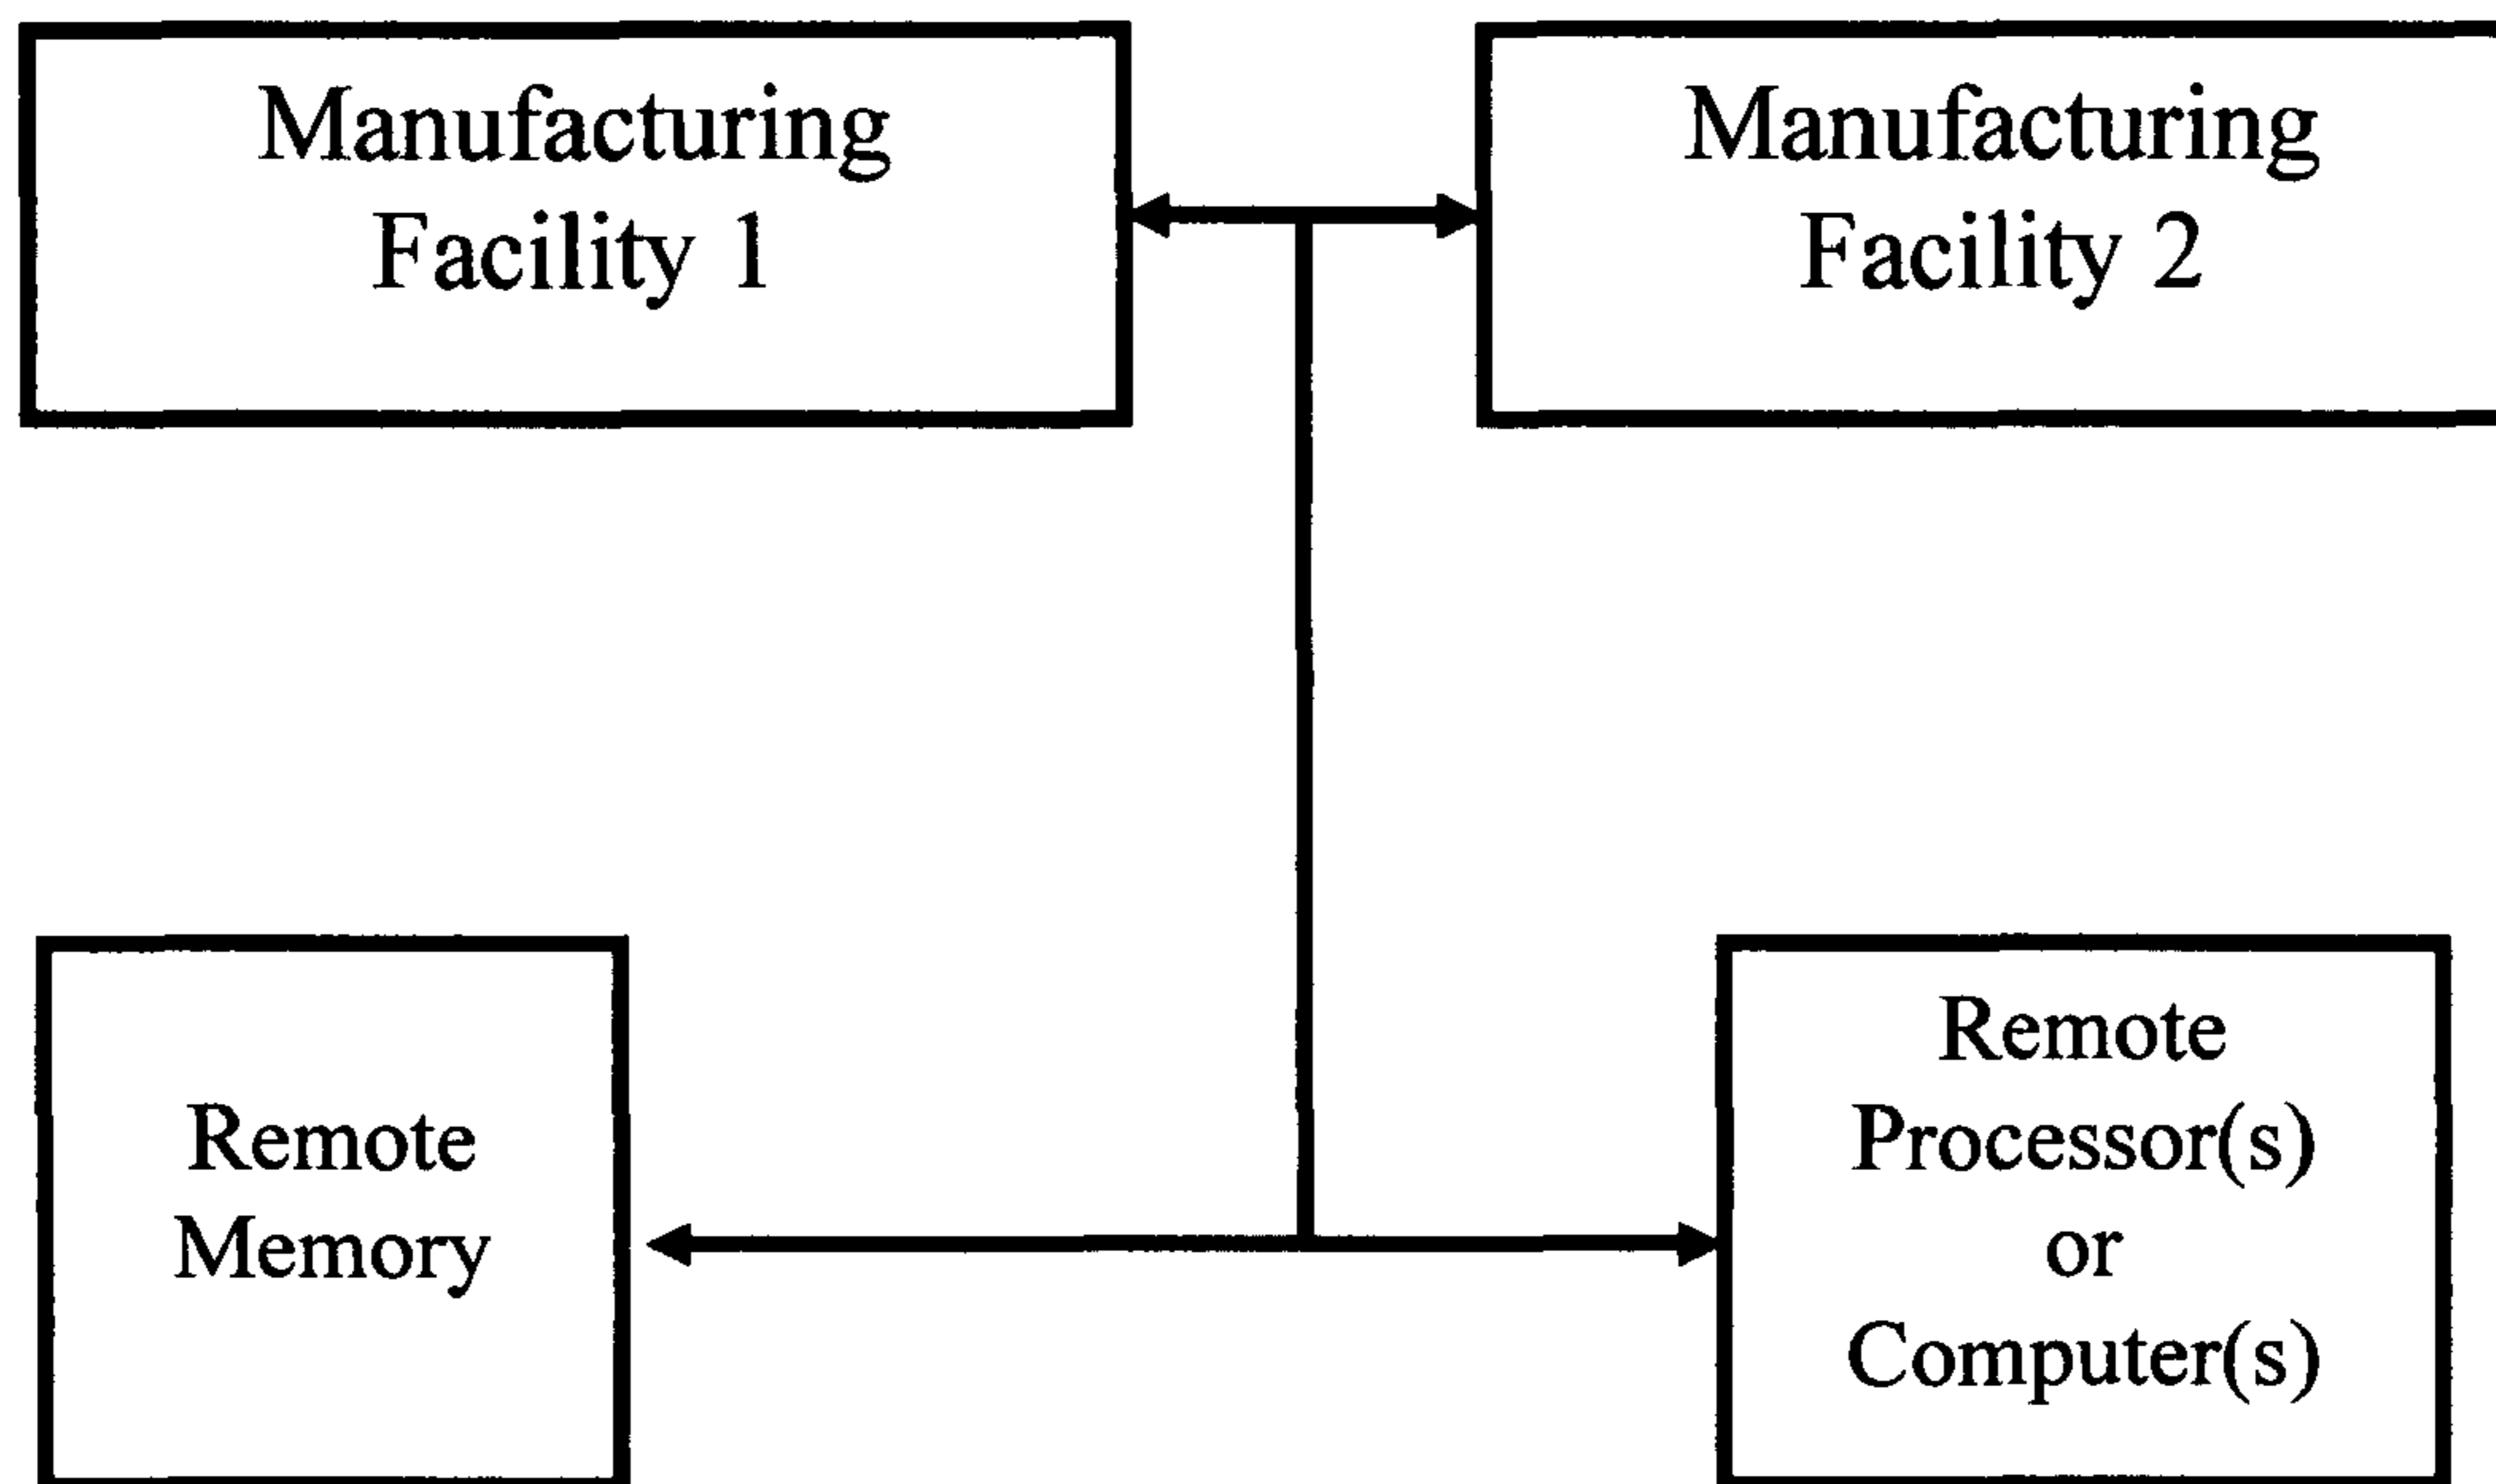 Manufacturing
Facility 1
Manufacturing
Facility 2
Remote
Memory
Remote
Processor(s)
or
Computer(s)